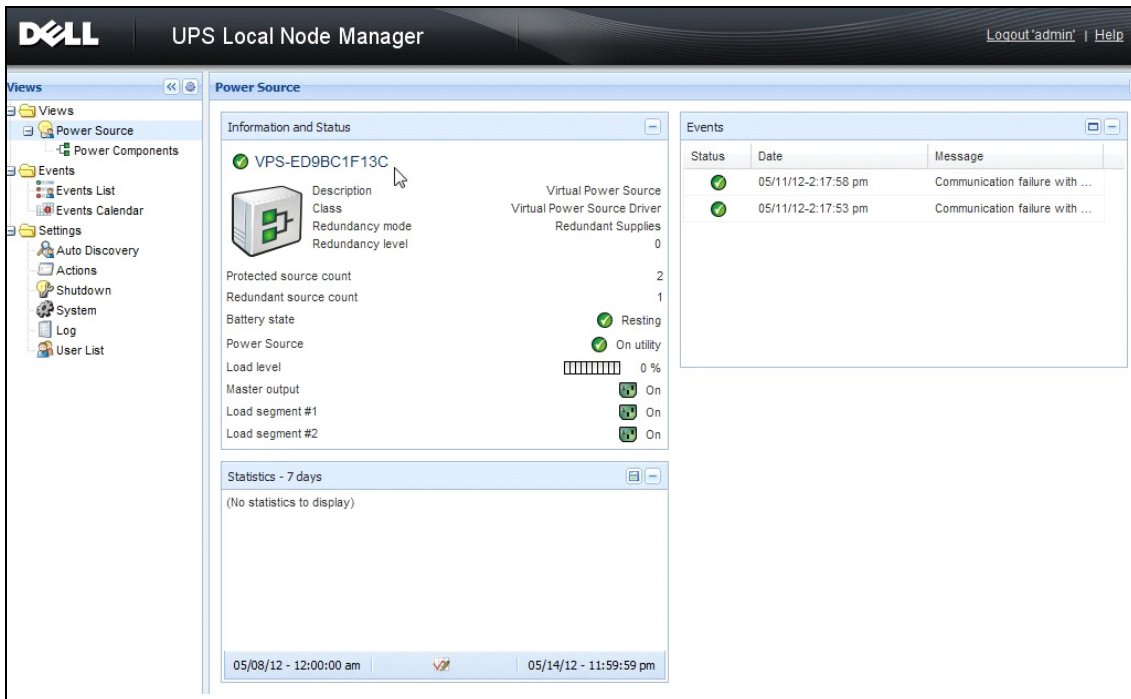 DELL UPS Local Node Manager Logout 'admin' | Help
Views
Views
Power Source
Power Components
Events
Events List
Events Calendar
Settings
Auto Discovery
Actions
Shutdown
System
Log
User List
Power Source
Information and Status
VPS-ED9BC1F13C
Description Virtual Power Source
Class Virtual Power Source Driver
Redundancy mode Redundant Supplies
Redundancy level 0
Protected source count 2
Redundant source count 1
Battery state Resting
Power Source On utility
Load level 0 %
Master output On
Load segment #1 On
Load segment #2 On
Statistics - 7 days
(No statistics to display)
05/08/12 - 12:00:00 am 05/14/12 - 11:59:59 pm
Events
Status Date Message
05/11/12-2:17:58 pm Communication failure with ...
05/11/12-2:17:53 pm Communication failure with ...